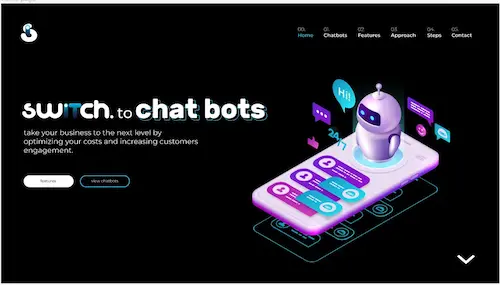 00.
Home
01.
Chatbots
02.
Features
03.
Approach
04.
Steps
05.
Contact
Hi!
24/7
switch. to chat bots
take your business to the next level by
optimizing your costs and increasing customers
engagement.
features
view chatbots